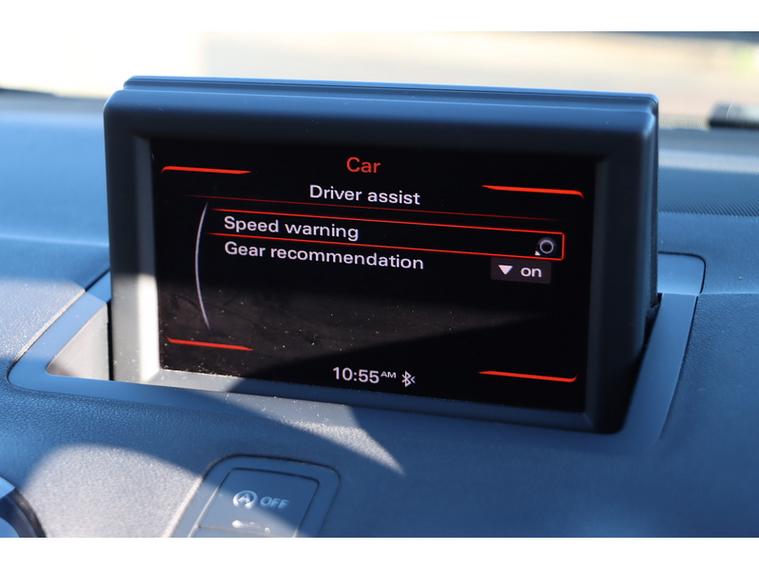 Car
Driver assist
Speed warning
Gear recommendation
on
10:55AM
A OFF